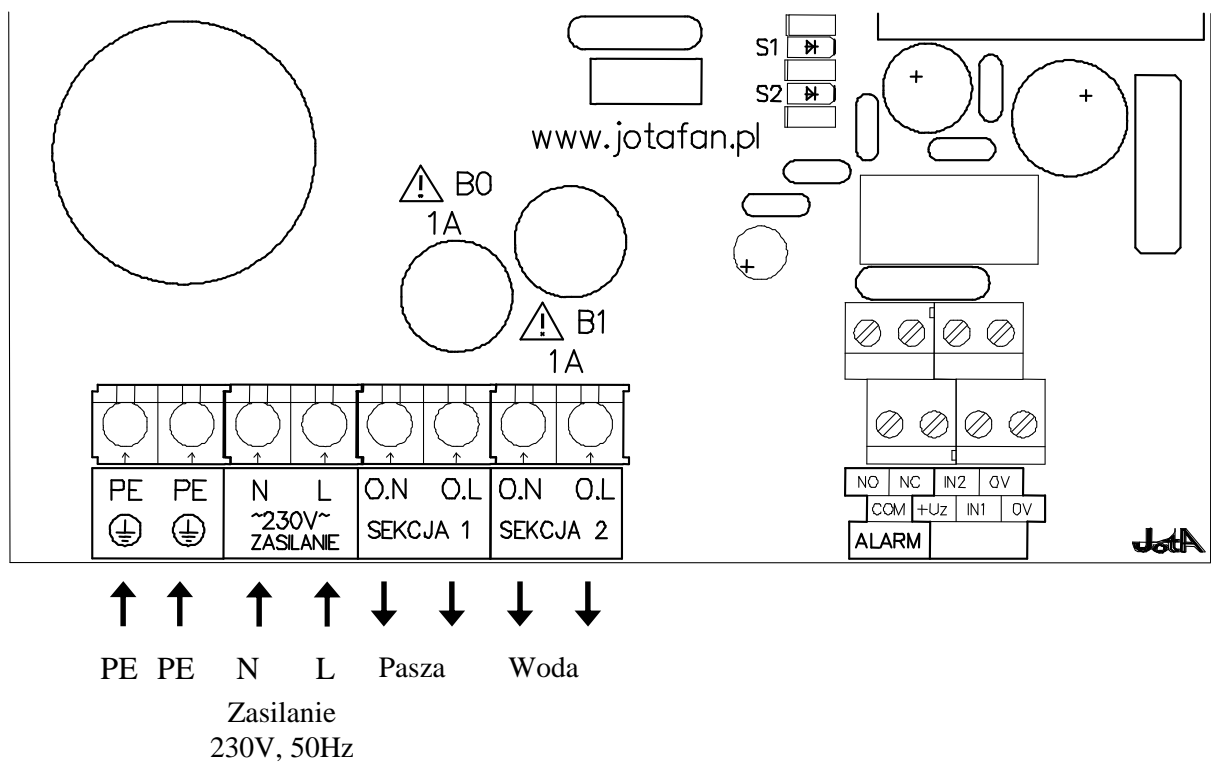 S1
S2
www.jotafan.pl
B0
1A
B1
1A
PE PE N L O.N O.L O.N O.L
~230V~
ZASILANIE
SEKCJA 1 SEKCJA 2
NO NC IN2 0V
COM +Uz IN1 0V
ALARM
JotA
PE PE N L Pasza Woda
Zasilanie
230V, 50Hz